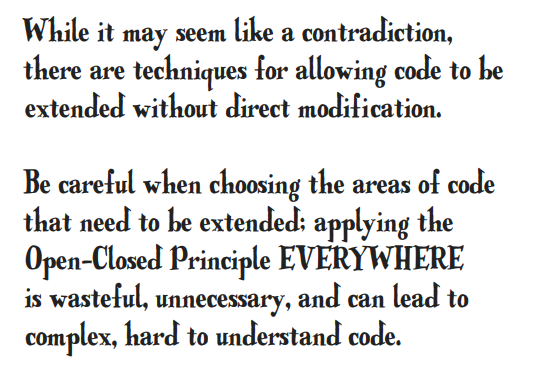 While it may seem like a contradiction,
there are techniques for allowing code to be
extended without direct modification.
Be careful when choosing the areas of code
that need to be extended; applying the
Open-Closed Principle EVERYWHERE
is wasteful, unnecessary, and can lead to
complex, hard to understand code.